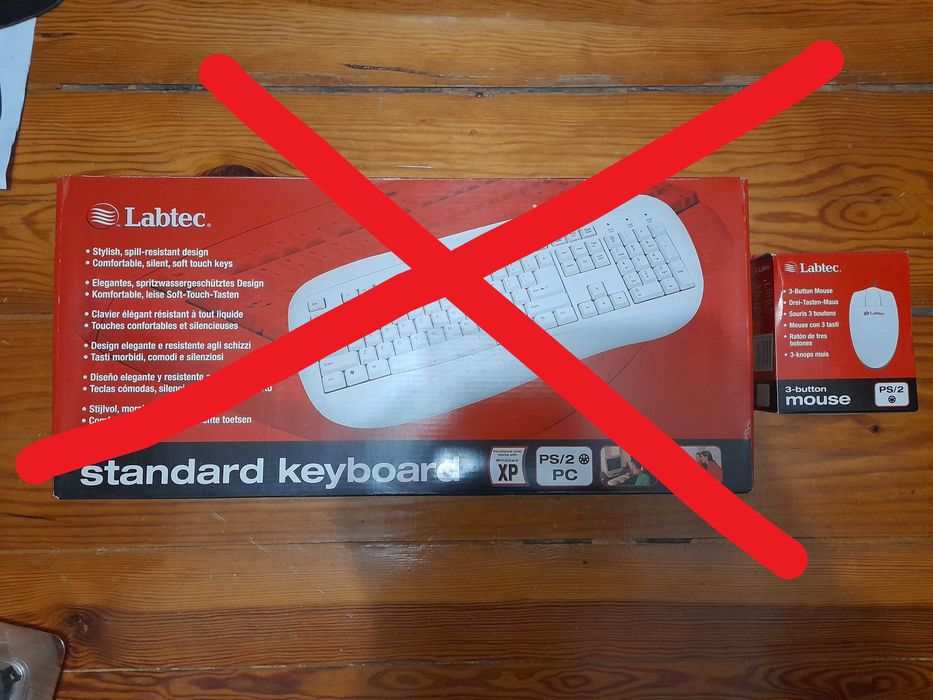 Labtec.
• Stylish, spill-resistant design
• Comfortable, silent, soft touch keys
• Elegantes, spritzwassergeschütztes Design
• Komfortable, leise Soft-Touch-Tasten
• Clavier élégant résistant à tout liquide
• Touches confortables et silencieuses
• Design elegante e resistente agli schizzi
• Tasti morbidi, comodi e silenziosi
• Diseño elegante y resistente
• Teclas cómodas,
• Stijlvol,
toetsen
standard keyboard
Windows
XP
PS/2
PC
Labtec.
• 3-Button Mouse
• Drei-Tasten-Maus
• Souris 3 boutons
• Mouse con 3 tasti
• Ratón de tres
botones
• 3-knops muis
Labtec
3-button
mouse
PS/2